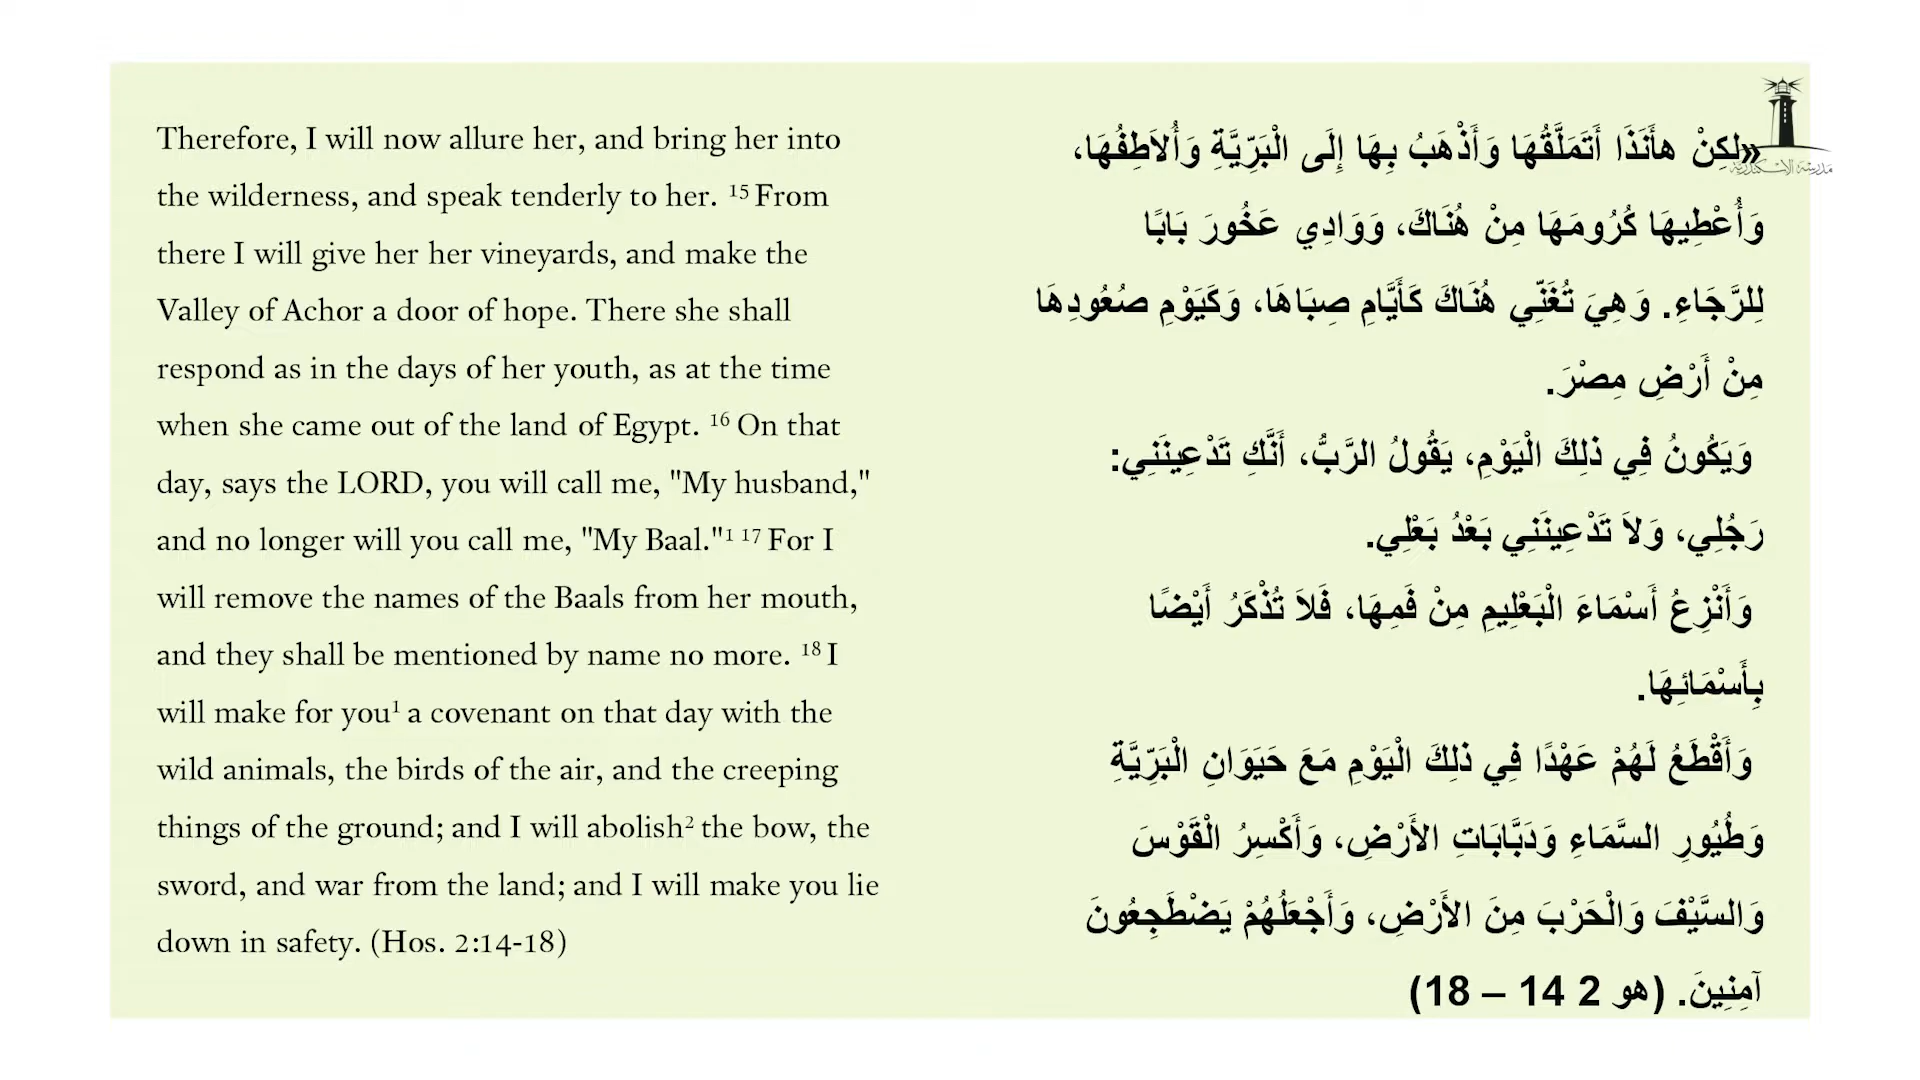 Therefore, I will now allure her, and bring her into
the wilderness, and speak tenderly to her. ¹⁵ From
there I will give her her vineyards, and make the
Valley of Achor a door of hope. There she shall
respond as in the days of her youth, as at the time
when she came out of the land of Egypt. ¹⁶ On that
day, says the LORD, you will call me, "My husband,"
and no longer will you call me, "My Baal."¹ ¹⁷ For I
will remove the names of the Baals from her mouth,
and they shall be mentioned by name no more. ¹⁸ I
will make for you¹ a covenant on that day with the
wild animals, the birds of the air, and the creeping
things of the ground; and I will abolish² the bow, the
sword, and war from the land; and I will make you lie
down in safety. (Hos. 2:14-18)
«لكِنْ هأَنَذَا أَتَمَلَّقُهَا وَأَذْهَبُ بِهَا إِلَى الْبَرِّيَّةِ وَأُلاَطِفُهَا،
وَأُعْطِيهَا كُرُومَهَا مِنْ هُنَاكَ، وَوَادِي عَخُورَ بَابًا
لِلرَّجَاءِ. وَهِيَ تُغَنِّي هُنَاكَ كَأَيَّامِ صِبَاهَا، وَكَيَوْمِ صُعُودِهَا
مِنْ أَرْضِ مِصْرَ.
وَيَكُونُ فِي ذلِكَ الْيَوْمِ، يَقُولُ الرَّبُّ، أَنَّكِ تَدْعِينَنِي:
رَجُلِي، وَلاَ تَدْعِينَنِي بَعْدُ بَعْلِي.
وَأَنْزِعُ أَسْمَاءَ الْبَعْلِيمِ مِنْ فَمِهَا، فَلاَ تُذْكَرُ أَيْضًا
بِأَسْمَائِهَا.
وَأَقْطَعُ لَهُمْ عَهْدًا فِي ذلِكَ الْيَوْمِ مَعَ حَيَوَانِ الْبَرِّيَّةِ
وَطُيُورِ السَّمَاءِ وَدَبَّابَاتِ الأَرْضِ، وَأَكْسِرُ الْقَوْسَ
وَالسَّيْفَ وَالْحَرْبَ مِنَ الأَرْضِ، وَأَجْعَلُهُمْ يَضْطَجِعُونَ
آمِنِينَ. (هو 2 14 – 18)
مدرسة الاسكندرية